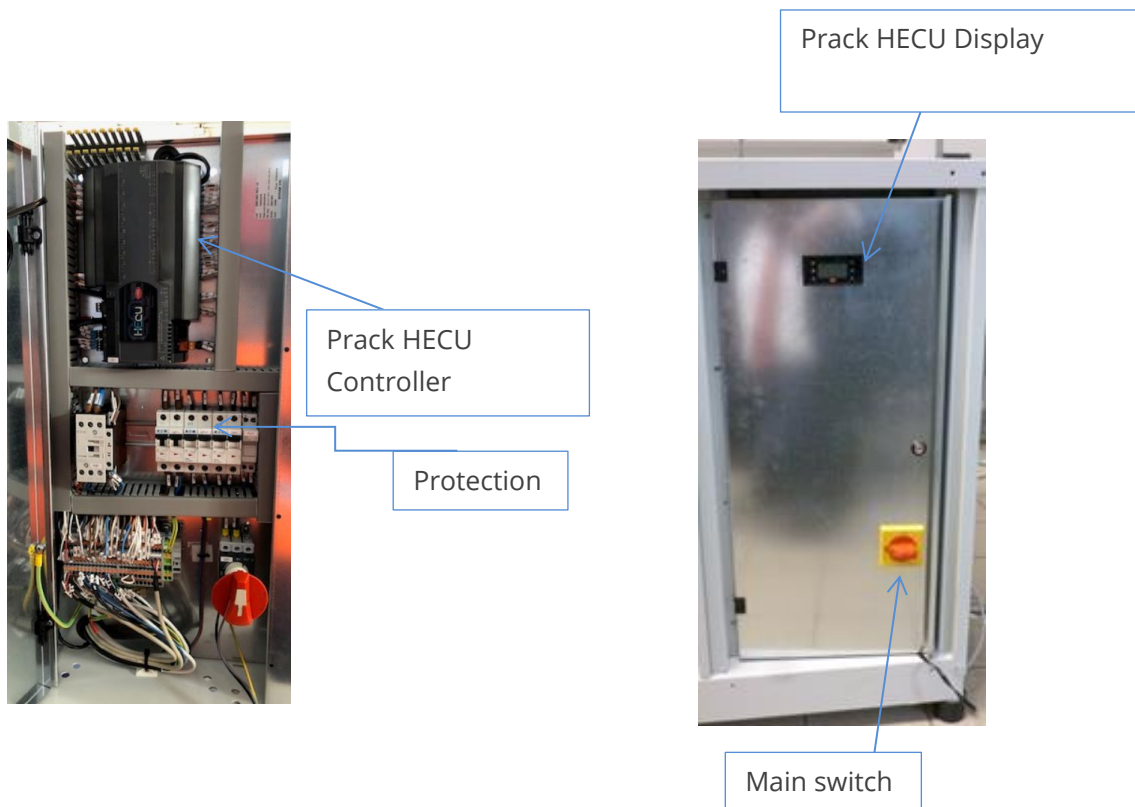 Prack HECU Display
HECU
Prack HECU
Controller
Protection
Main switch